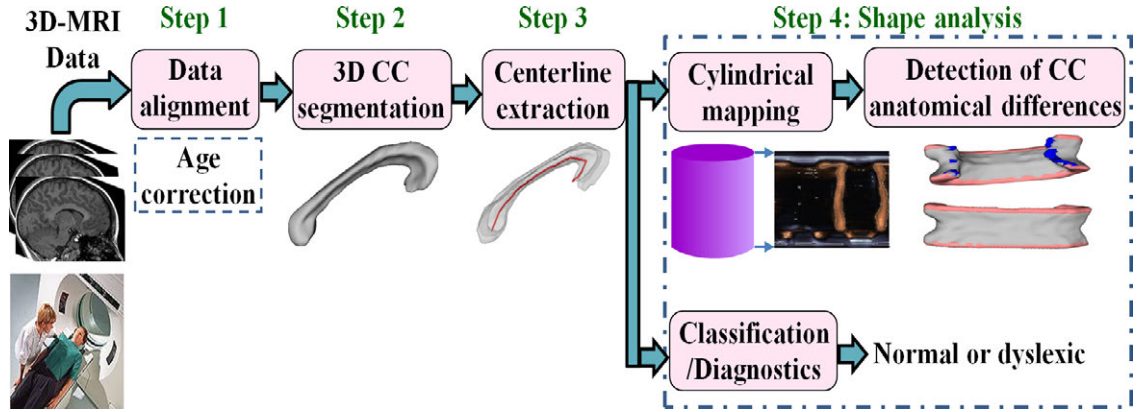 3D-MRI
Data
Step 1
Step 2
Step 3
Step 4: Shape analysis
Data
alignment
3D CC
segmentation
Centerline
extraction
Cylindrical
mapping
Detection of CC
anatomical differences
Age
correction
Classification
/Diagnostics
Normal or dyslexic